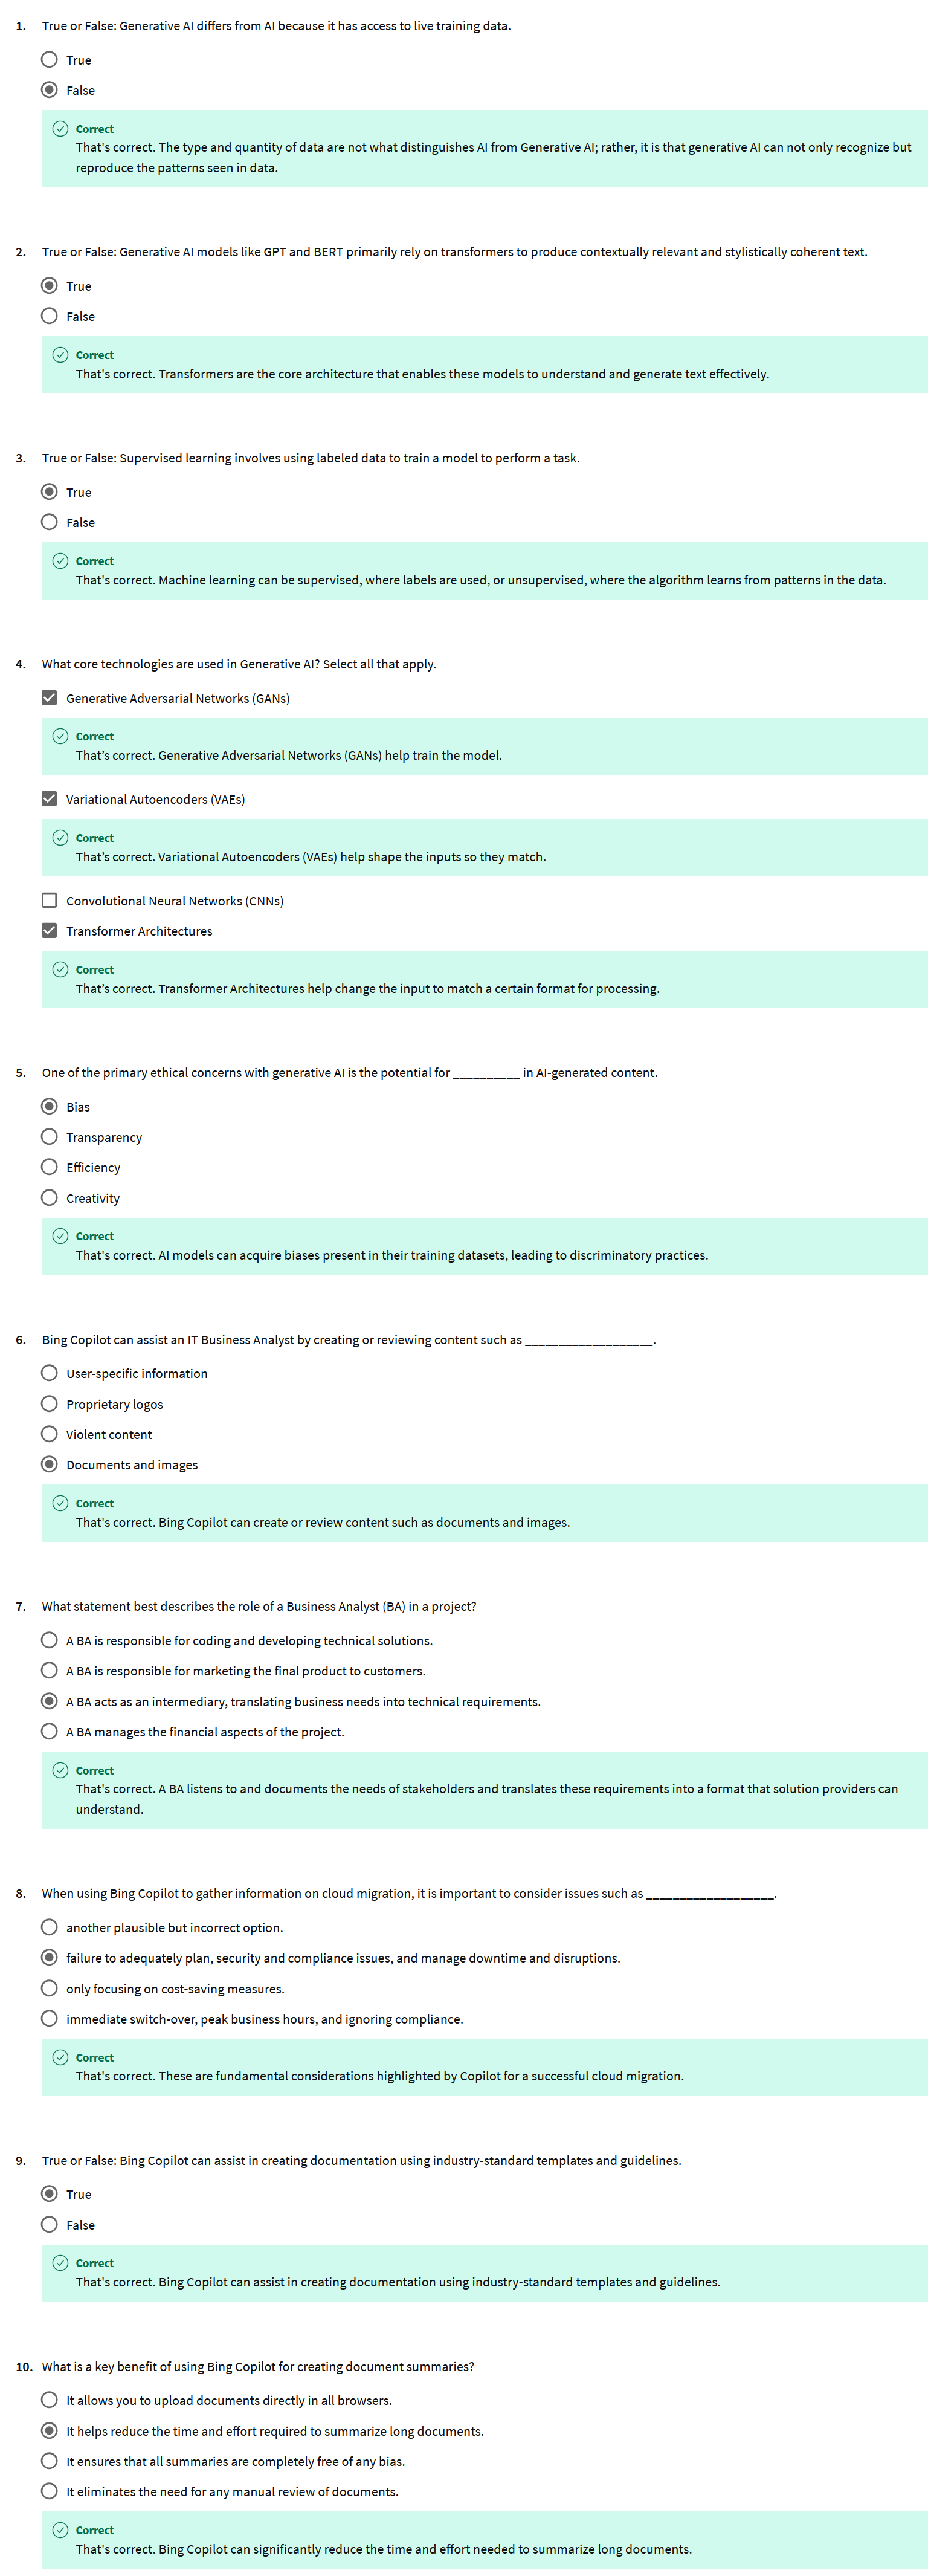 1. True or False: Generative AI differs from AI because it has access to live training data.
True
False
Correct
That's correct. The type and quantity of data are not what distinguishes AI from Generative AI; rather, it is that generative AI can not only recognize but
reproduce the patterns seen in data.
2. True or False: Generative AI models like GPT and BERT primarily rely on transformers to produce contextually relevant and stylistically coherent text.
True
False
Correct
That's correct. Transformers are the core architecture that enables these models to understand and generate text effectively.
3. True or False: Supervised learning involves using labeled data to train a model to perform a task.
True
False
Correct
That's correct. Machine learning can be supervised, where labels are used, or unsupervised, where the algorithm learns from patterns in the data.
4. What core technologies are used in Generative AI? Select all that apply.
Generative Adversarial Networks (GANs)
Correct
That’s correct. Generative Adversarial Networks (GANs) help train the model.
Variational Autoencoders (VAEs)
Correct
That’s correct. Variational Autoencoders (VAEs) help shape the inputs so they match.
Convolutional Neural Networks (CNNs)
Transformer Architectures
Correct
That’s correct. Transformer Architectures help change the input to match a certain format for processing.
5. One of the primary ethical concerns with generative AI is the potential for __________ in AI-generated content.
Bias
Transparency
Efficiency
Creativity
Correct
That's correct. AI models can acquire biases present in their training datasets, leading to discriminatory practices.
6. Bing Copilot can assist an IT Business Analyst by creating or reviewing content such as ___________________.
User-specific information
Proprietary logos
Violent content
Documents and images
Correct
That's correct. Bing Copilot can create or review content such as documents and images.
7. What statement best describes the role of a Business Analyst (BA) in a project?
A BA is responsible for coding and developing technical solutions.
A BA is responsible for marketing the final product to customers.
A BA acts as an intermediary, translating business needs into technical requirements.
A BA manages the financial aspects of the project.
Correct
That's correct. A BA listens to and documents the needs of stakeholders and translates these requirements into a format that solution providers can
understand.
8. When using Bing Copilot to gather information on cloud migration, it is important to consider issues such as ___________________.
another plausible but incorrect option.
failure to adequately plan, security and compliance issues, and manage downtime and disruptions.
only focusing on cost-saving measures.
immediate switch-over, peak business hours, and ignoring compliance.
Correct
That's correct. These are fundamental considerations highlighted by Copilot for a successful cloud migration.
9. True or False: Bing Copilot can assist in creating documentation using industry-standard templates and guidelines.
True
False
Correct
That's correct. Bing Copilot can assist in creating documentation using industry-standard templates and guidelines.
10. What is a key benefit of using Bing Copilot for creating document summaries?
It allows you to upload documents directly in all browsers.
It helps reduce the time and effort required to summarize long documents.
It ensures that all summaries are completely free of any bias.
It eliminates the need for any manual review of documents.
Correct
That's correct. Bing Copilot can significantly reduce the time and effort needed to summarize long documents.